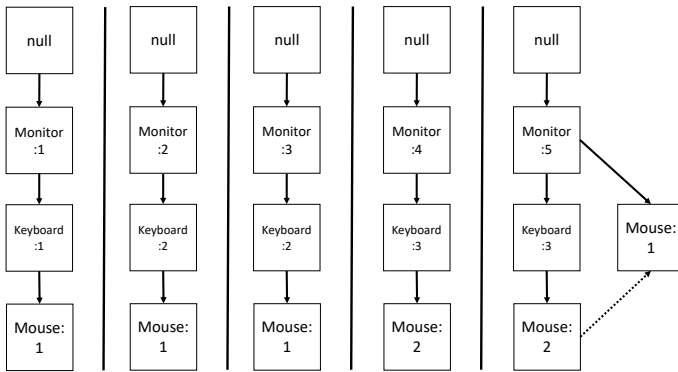 null
null
null
null
null
Monitor
:1
Monitor
:2
Monitor
:3
Monitor
:4
Monitor
:5
Keyboard
:1
Keyboard
:2
Keyboard
:2
Keyboard
:3
Keyboard
:3
Mouse:
1
Mouse:
1
Mouse:
1
Mouse:
1
Mouse:
2
Mouse:
2